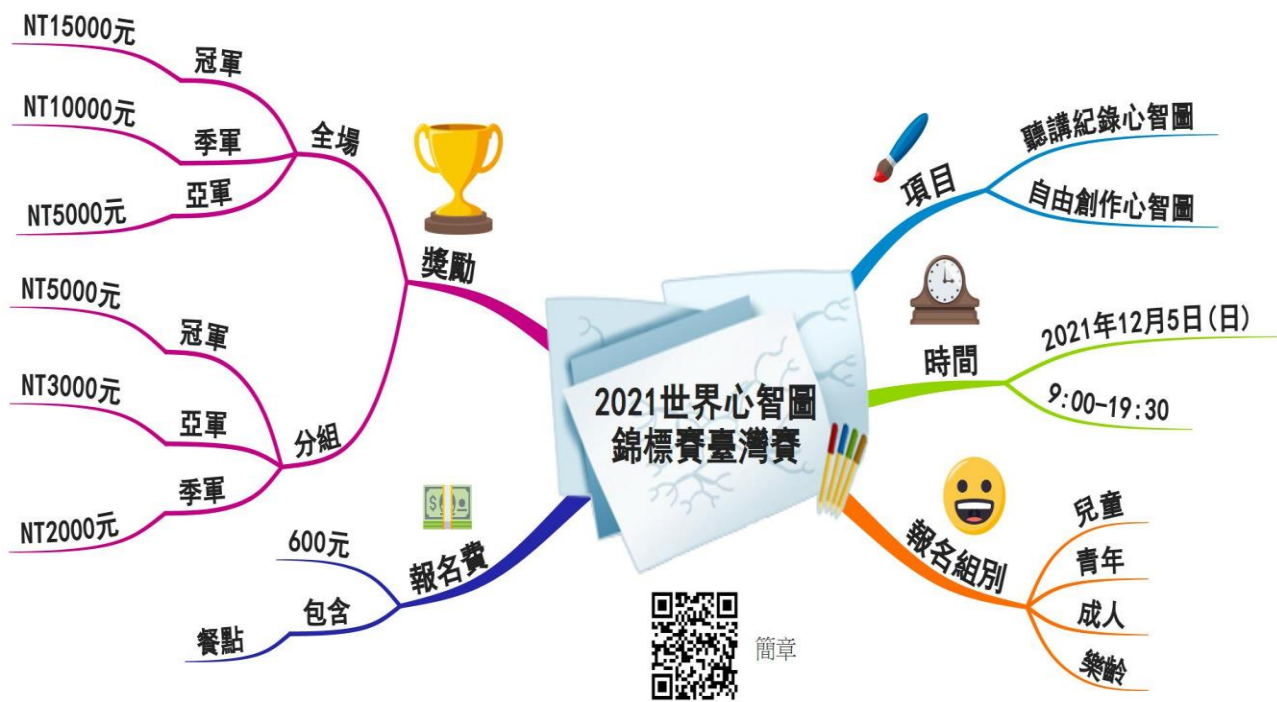 2021世界心智圖
錦標賽臺灣賽
項目
聽講紀錄心智圖
自由創作心智圖
時間
2021年12月5日(日)
9:00-19:30
報名組別
兒童
青年
成人
樂齡
報名費
600元
包含
餐點
獎勵
全場
冠軍
NT15000元
季軍
NT10000元
亞軍
NT5000元
分組
冠軍
NT5000元
亞軍
NT3000元
季軍
NT2000元
簡章